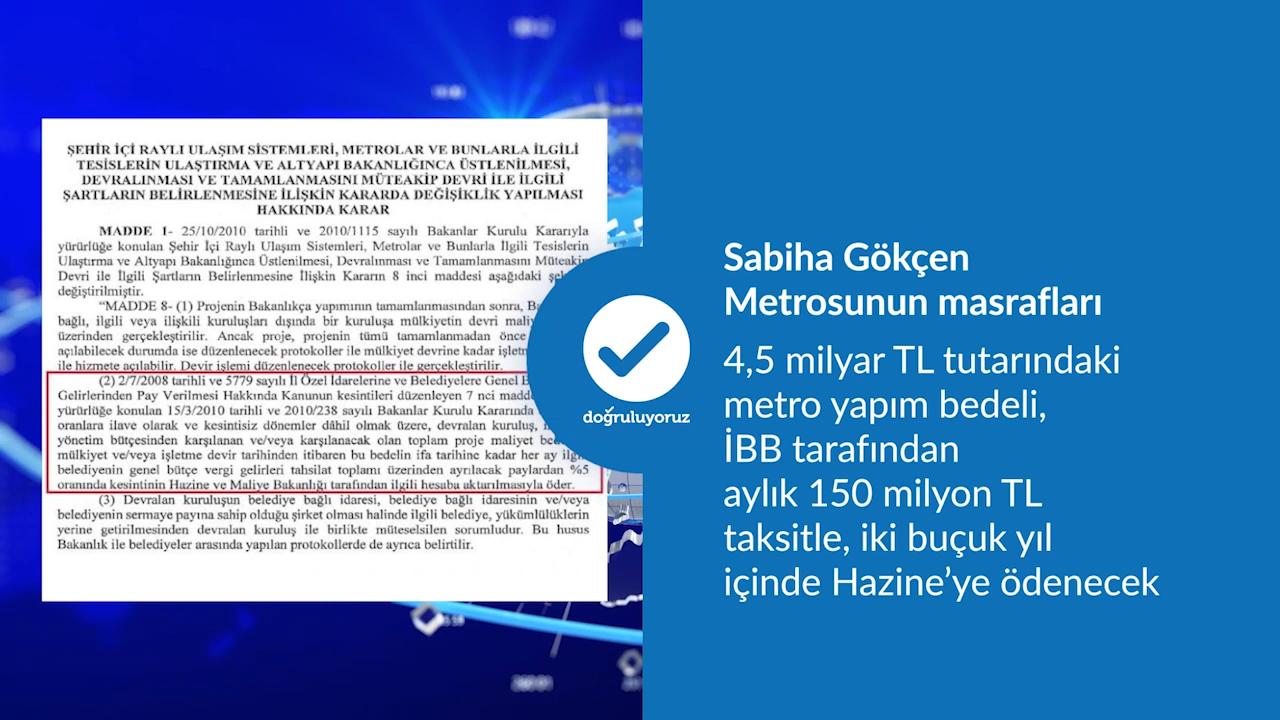 ŞEHİR İÇİ RAYLI ULAŞIM SİSTEMLERİ, METROLAR VE BUNLARLA İLGİLİ
TESİSLERİN ULAŞTIRMA VE ALTYAPI BAKANLIĞINCA ÜSTLENİLMESİ,
DEVRALINMASI VE TAMAMLANMASINI MÜTEAKİP DEVRİ İLE İLGİLİ
ŞARTLARIN BELİRLENMESİNE İLİŞKİN KARARDA DEĞİŞİKLİK YAPILMASI
HAKKINDA KARAR
MADDE 1- 25/10/2010 tarihli ve 2010/1115 sayılı Bakanlar Kurulu Kararıyla
yürürlüğe konulan Şehir İçi Raylı Ulaşım Sistemleri, Metrolar ve Bunlarla İlgili Tesislerin
Ulaştırma ve Altyapı Bakanlığınca Üstlenilmesi, Devralınması ve Tamamlanmasını Müteakip
Devri ile İlgili Şartların Belirlenmesine İlişkin Kararın 8 inci maddesi aşağıdaki
değiştirilmiştir.
"MADDE 8- (1) Projenin Bakanlıkça yapımının tamamlanmasından sonra,
bağlı, ilgili veya ilişkili kuruluşları dışında bir kuruluşa mülkiyetin devri
üzerinden gerçekleştirilir. Ancak proje, projenin tümü tamamlanmadan önce
açılabilecek durumda ise düzenlenecek protokoller ile mülkiyet devrine kadar
ile hizmete açılabilir. Devir işlemi düzenlenecek protokoller ile gerçekleştirilir.
(2) 2/7/2008 tarihli ve 5779 sayılı İl Özel İdarelerine ve Belediyelere Genel
Gelirlerinden Pay Verilmesi Hakkında Kanunun kesintileri düzenleyen 7 nci
yürürlüğe konulan 15/3/2010 tarihli ve 2010/238 sayılı Bakanlar Kurulu Kararında
oranlara ilave olarak ve kesintisiz dönemler dâhil olmak üzere, devralan kuruluş,
yönetim bütçesinden karşılanan ve/veya karşılanacak olan toplam proje maliyet
mülkiyet ve/veya işletme devir tarihinden itibaren bu bedelin ifa tarihine kadar her ay
belediyenin genel bütçe vergi gelirleri tahsilat toplamı üzerinden ayrılacak paylardan %5
oranında kesintinin Hazine ve Maliye Bakanlığı tarafından ilgili hesaba aktarılmasıyla öder.
(3) Devralan kuruluşun belediye bağlı idaresi, belediye bağlı idaresinin ve/veya
belediyenin sermaye payına sahip olduğu şirket olması halinde ilgili belediye, yükümlülüklerin
yerine getirilmesinden devralan kuruluş ile birlikte müteselsilen sorumludur. Bu husus
Bakanlık ile belediyeler arasında yapılan protokollerde de ayrıca belirtilir.
doğruluyoruz
Sabiha Gökçen
Metrosunun masrafları
4,5 milyar TL tutarındaki
metro yapım bedeli,
İBB tarafından
aylık 150 milyon TL
taksitle, iki buçuk yıl
içinde Hazine'ye ödenecek